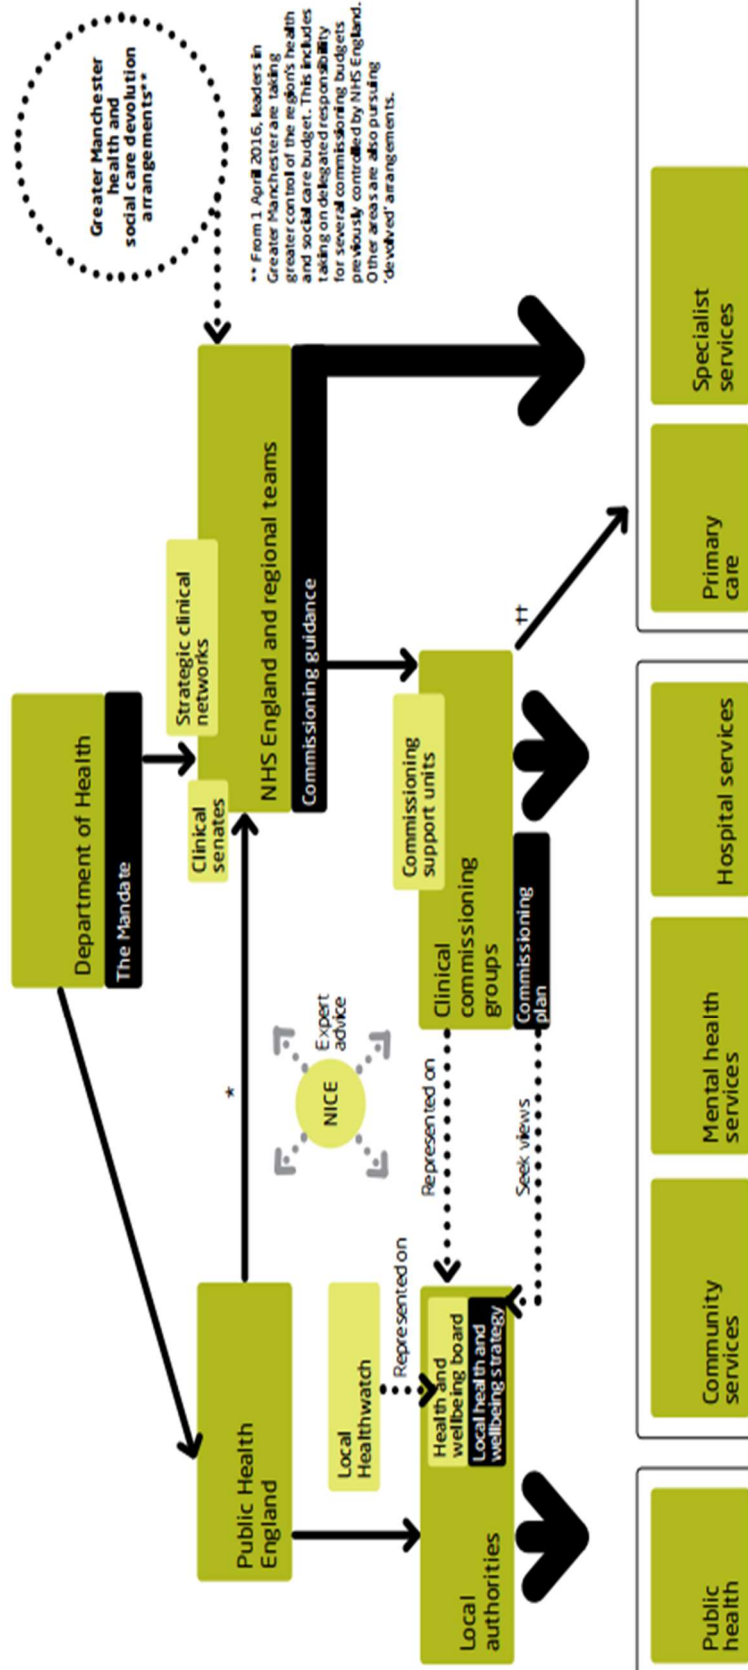 Department of Health
The Mandate
Greater Manchester
health and
social care devolution
arrangements**
Public Health
England
*
Clinical
senates
Strategic clinical
networks
NHS England and regional teams
Commissioning guidance
** From 1 April 2016, leaders in
Greater Manchester are taking
greater control of the region's health
and social care budget. This includes
taking on delegated responsibility
for several commissioning budgets
previously controlled by NHS England.
Other areas are also pursuing
'devolved' arrangements.
Local
Healthwatch
Represented on
NICE
Expert
advice
Local
authorities
Health and
wellbeing board
Local health and
wellbeing strategy
Represented on
Seek views
Clinical
commissioning
groups
Commissioning
support units
Commissioning
plan
††
Public
health
Community
services
Mental health
services
Hospital services
Primary
care
Specialist
services